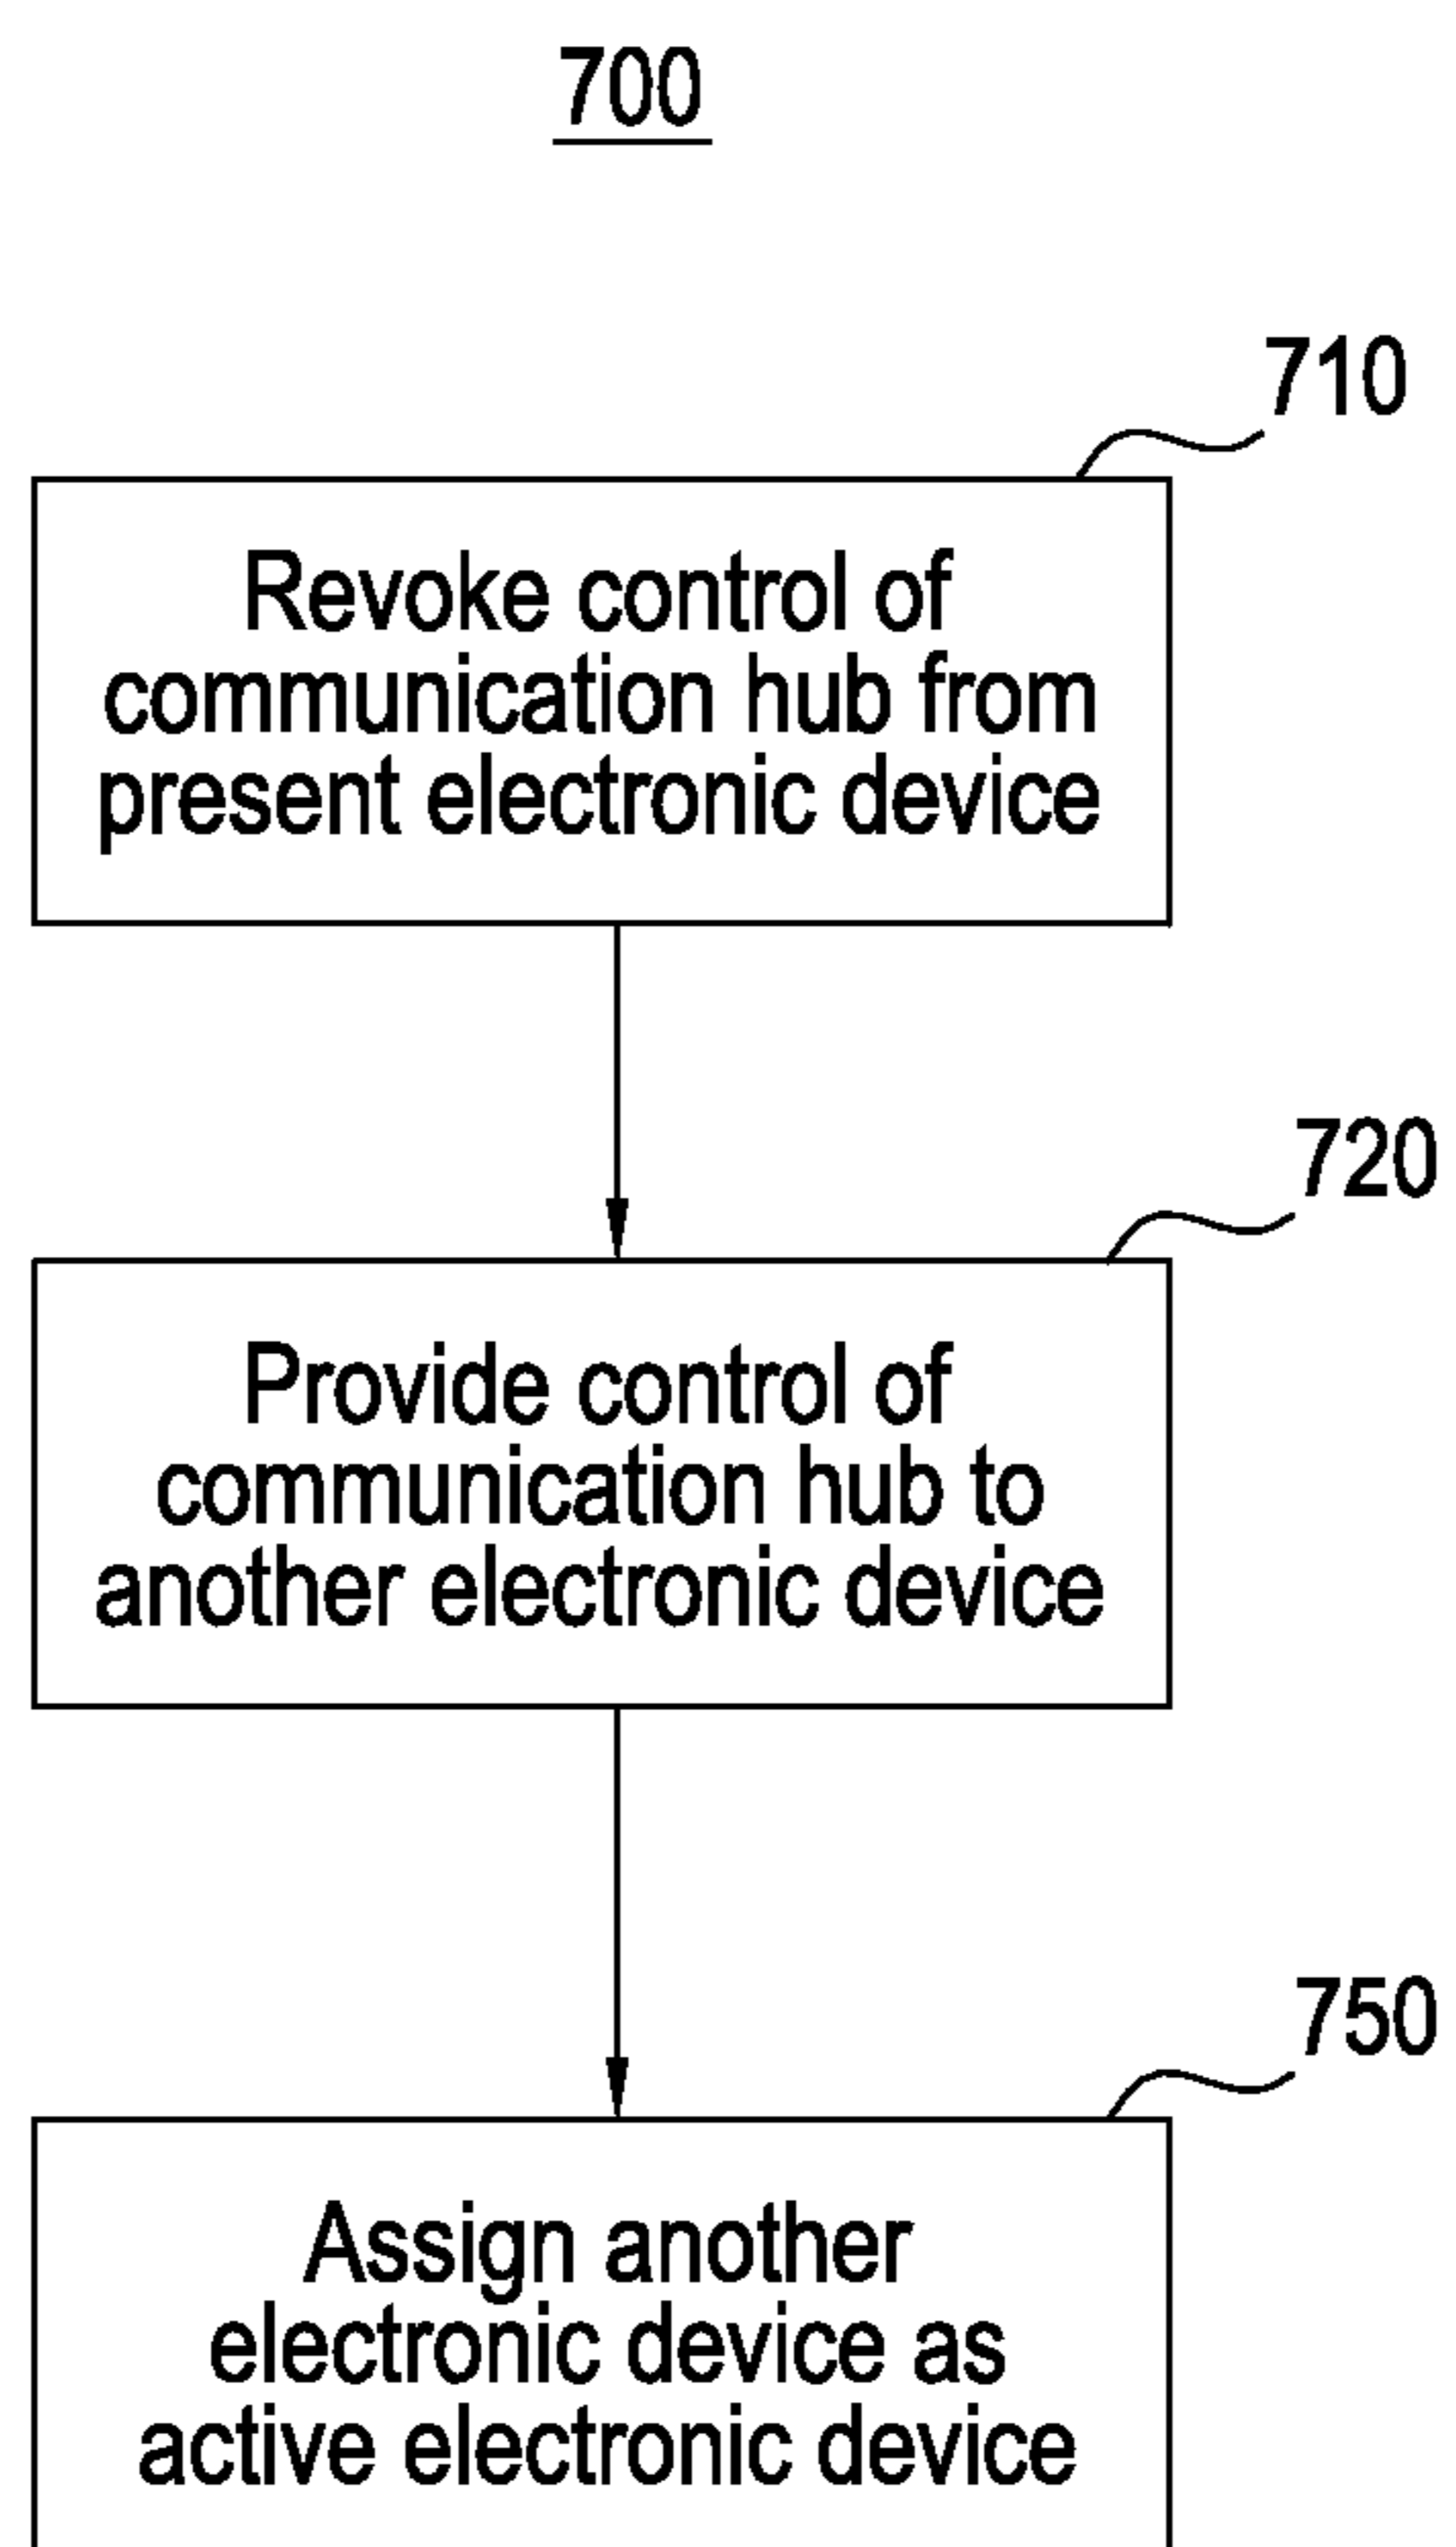 700
710
Revoke control of
communication hub from
present electronic device
720
Provide control of
communication hub to
another electronic device
750
Assign another
electronic device as
active electronic device